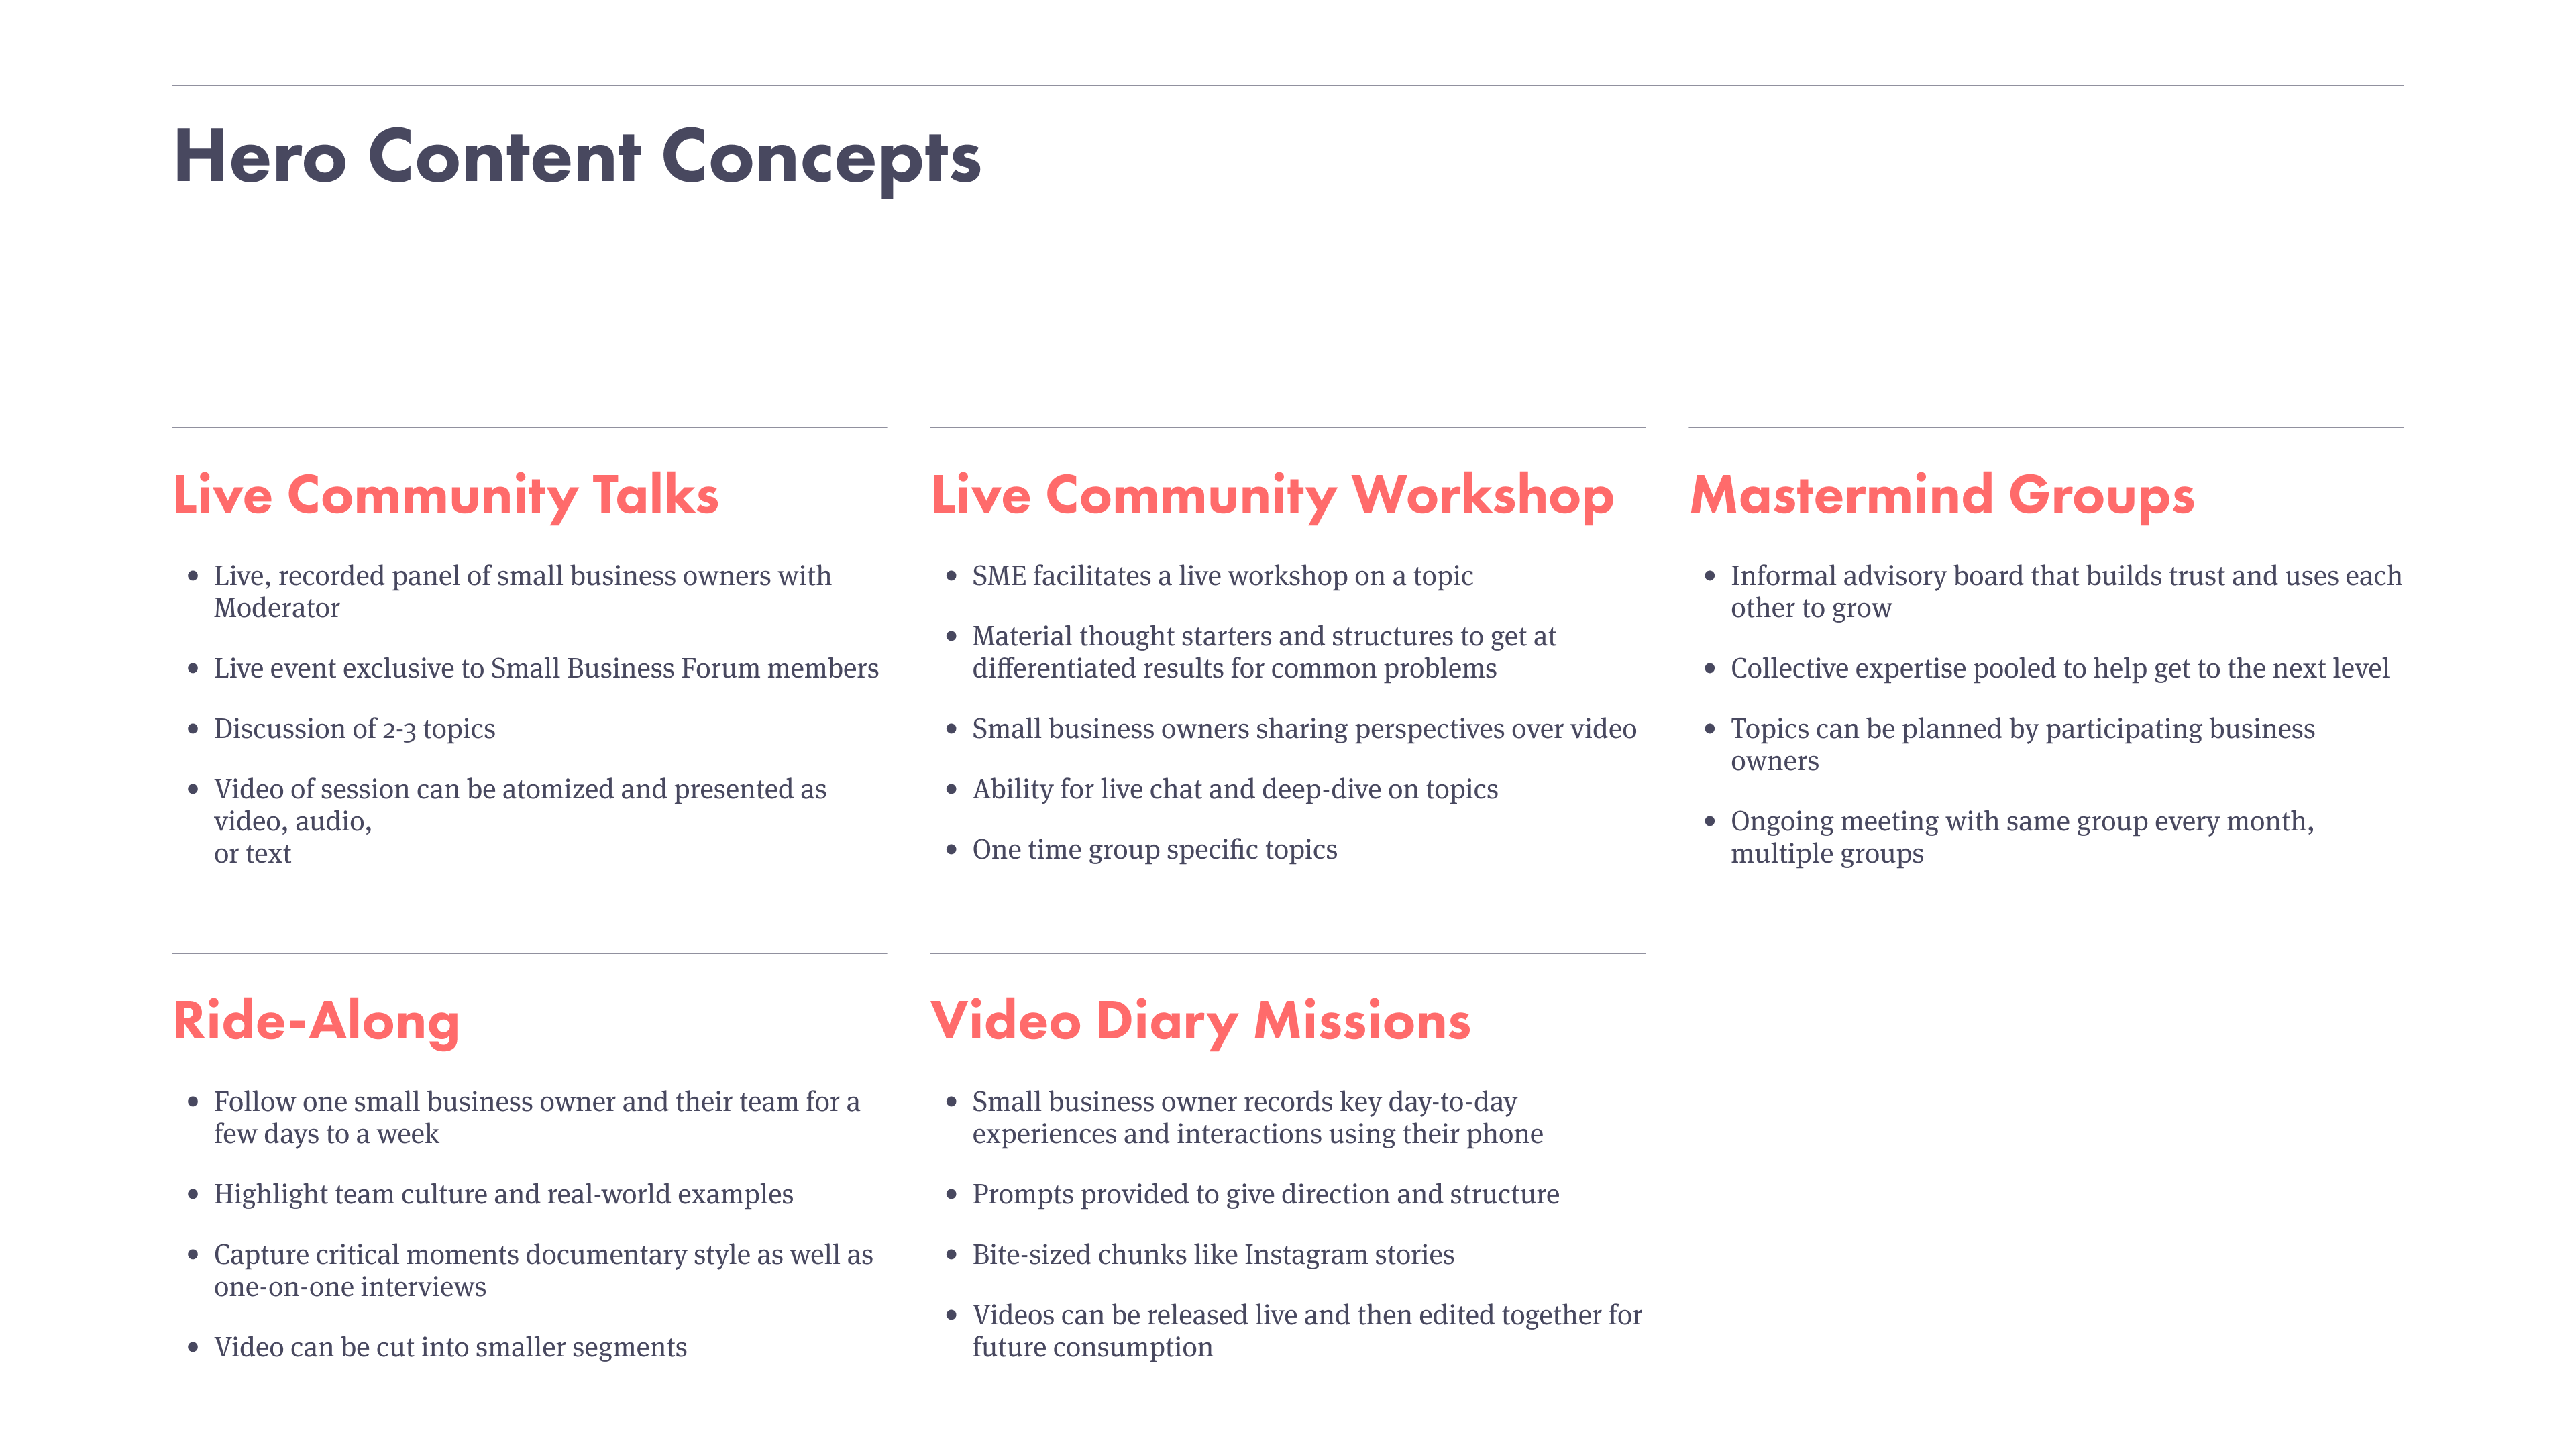 Hero Content Concepts
Live Community Talks
• Live, recorded panel of small business owners with
Moderator
• Live event exclusive to Small Business Forum members
• Discussion of 2-3 topics
• Video of session can be atomized and presented as
video, audio,
or text
Live Community Workshop
• SME facilitates a live workshop on a topic
• Material thought starters and structures to get at
differentiated results for common problems
• Small business owners sharing perspectives over video
• Ability for live chat and deep-dive on topics
• One time group specific topics
Mastermind Groups
• Informal advisory board that builds trust and uses each
other to grow
• Collective expertise pooled to help get to the next level
• Topics can be planned by participating business
owners
• Ongoing meeting with same group every month,
multiple groups
Ride-Along
• Follow one small business owner and their team for a
few days to a week
• Highlight team culture and real-world examples
• Capture critical moments documentary style as well as
one-on-one interviews
• Video can be cut into smaller segments
Video Diary Missions
• Small business owner records key day-to-day
experiences and interactions using their phone
• Prompts provided to give direction and structure
• Bite-sized chunks like Instagram stories
• Videos can be released live and then edited together for
future consumption